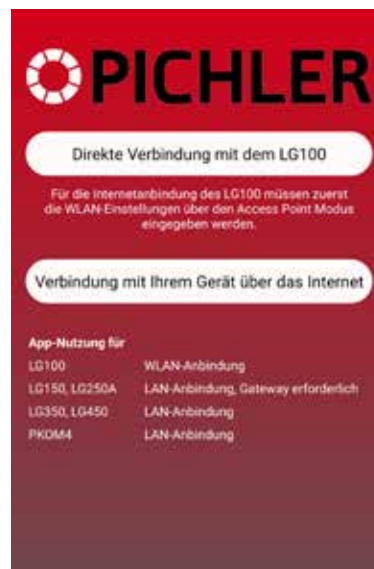 PICHLER
Direkte Verbindung mit dem LG100
Für die Internetanbindung des LG100 müssen zuerst
die WLAN-Einstellungen über den Access Point Modus
eingegeben werden.
Verbindung mit Ihrem Gerät über das Internet
App-Nutzung für
LG100 WLAN-Anbindung
LG150, LG250A LAN-Anbindung, Gateway erforderlich
LG350, LG450 LAN-Anbindung
PKOM4 LAN-Anbindung